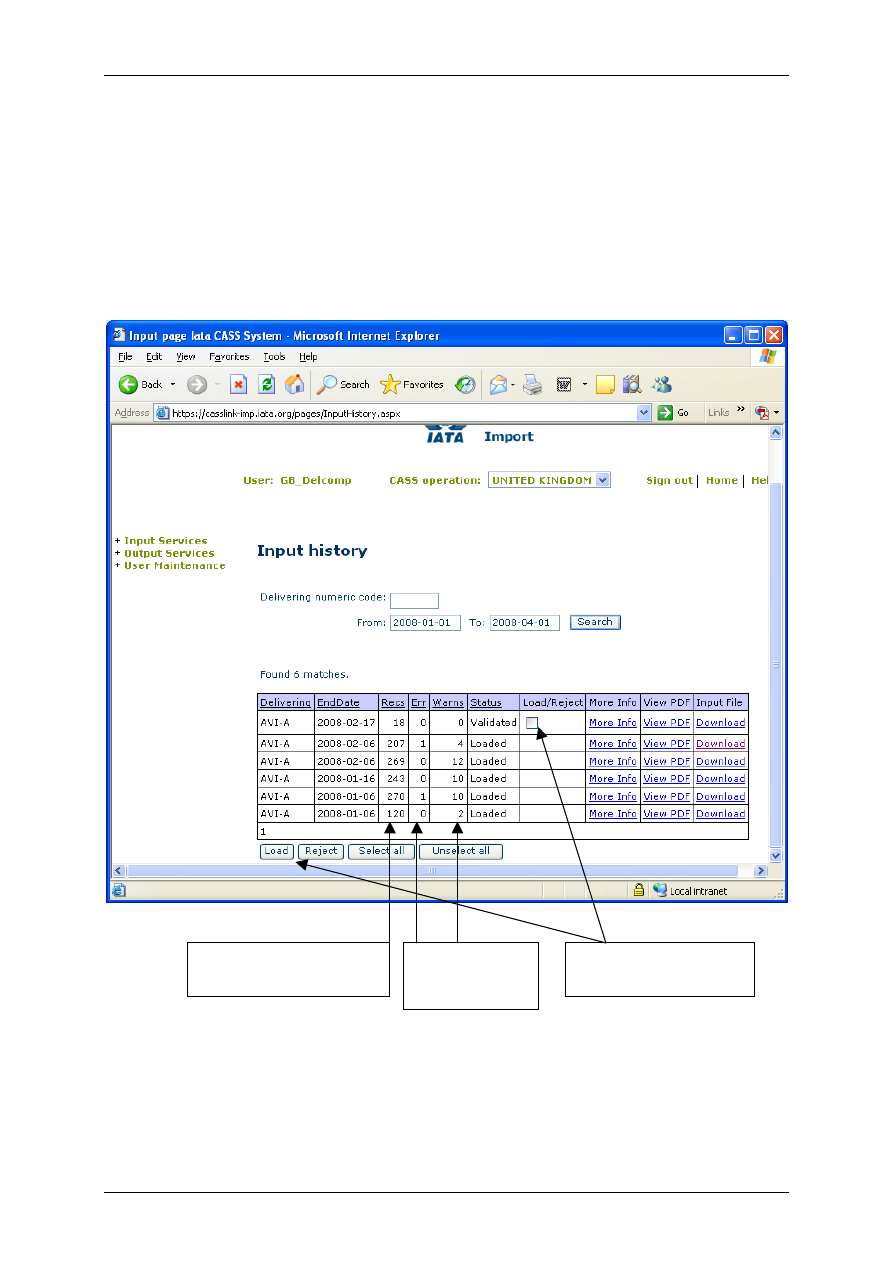 Input page Iata CASS System - Microsoft Internet Explorer
File Edit View Favorites Tools Help
Back Search Favorites
Address https://casslink-imp.iata.org/pages/InputHistory.aspx Go Links »
IATA Import
User: GB_Delcomp CASS operation: UNITED KINGDOM Sign out | Home | Hel
+ Input Services
+ Output Services
+ User Maintenance
Input history
Delivering numeric code:
From: 2008-01-01 To: 2008-04-01 Search
Found 6 matches.
Delivering EndDate Recs Err Warns Status Load/Reject More Info View PDF Input File
AVI-A 2008-02-17 18 0 0 Validated More Info View PDF Download
AVI-A 2008-02-06 207 1 4 Loaded More Info View PDF Download
AVI-A 2008-02-06 269 0 12 Loaded More Info View PDF Download
AVI-A 2008-01-16 243 0 10 Loaded More Info View PDF Download
AVI-A 2008-01-06 270 1 10 Loaded More Info View PDF Download
AVI-A 2008-01-06 120 0 2 Loaded More Info View PDF Download
1
Load Reject Select all Unselect all
Local intranet